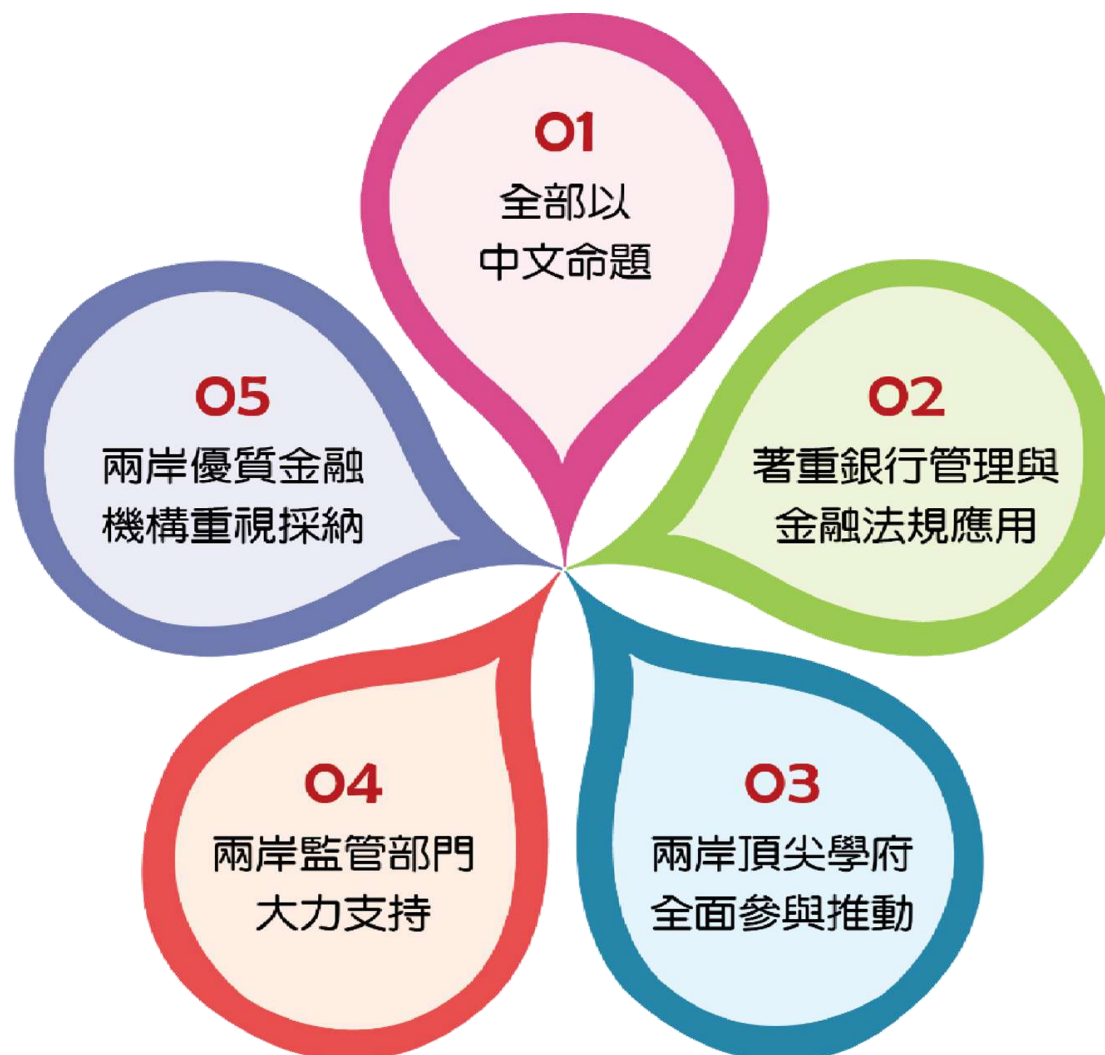 01
全部以
中文命題
02
著重銀行管理與
金融法規應用
03
兩岸頂尖學府
全面參與推動
04
兩岸監管部門
大力支持
05
兩岸優質金融
機構重視採納